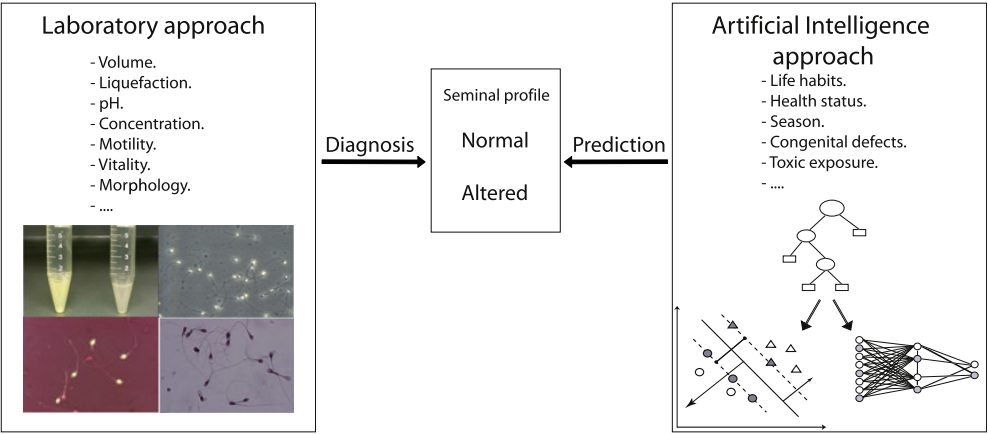 Laboratory approach
- Volume.
- Liquefaction.
- pH.
- Concentration.
- Motility.
- Vitality.
- Morphology.
- ....
Diagnosis
Seminal profile
Normal
Altered
Prediction
Artificial Intelligence
approach
- Life habits.
- Health status.
- Season.
- Congenital defects.
- Toxic exposure.
- ....